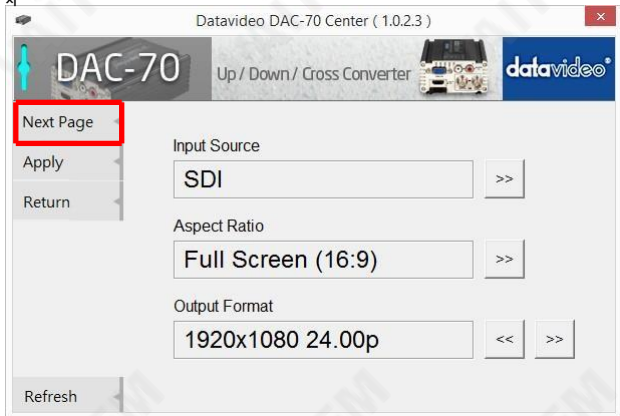 Datavideo DAC-70 Center ( 1.0.2.3 )
×
DAC-70
Up / Down / Cross Converter
datavideo
Next Page
Apply
Return
Input Source
SDI
>>
Aspect Ratio
Full Screen (16:9)
>>
Output Format
1920x1080 24.00p
<< >>
Refresh